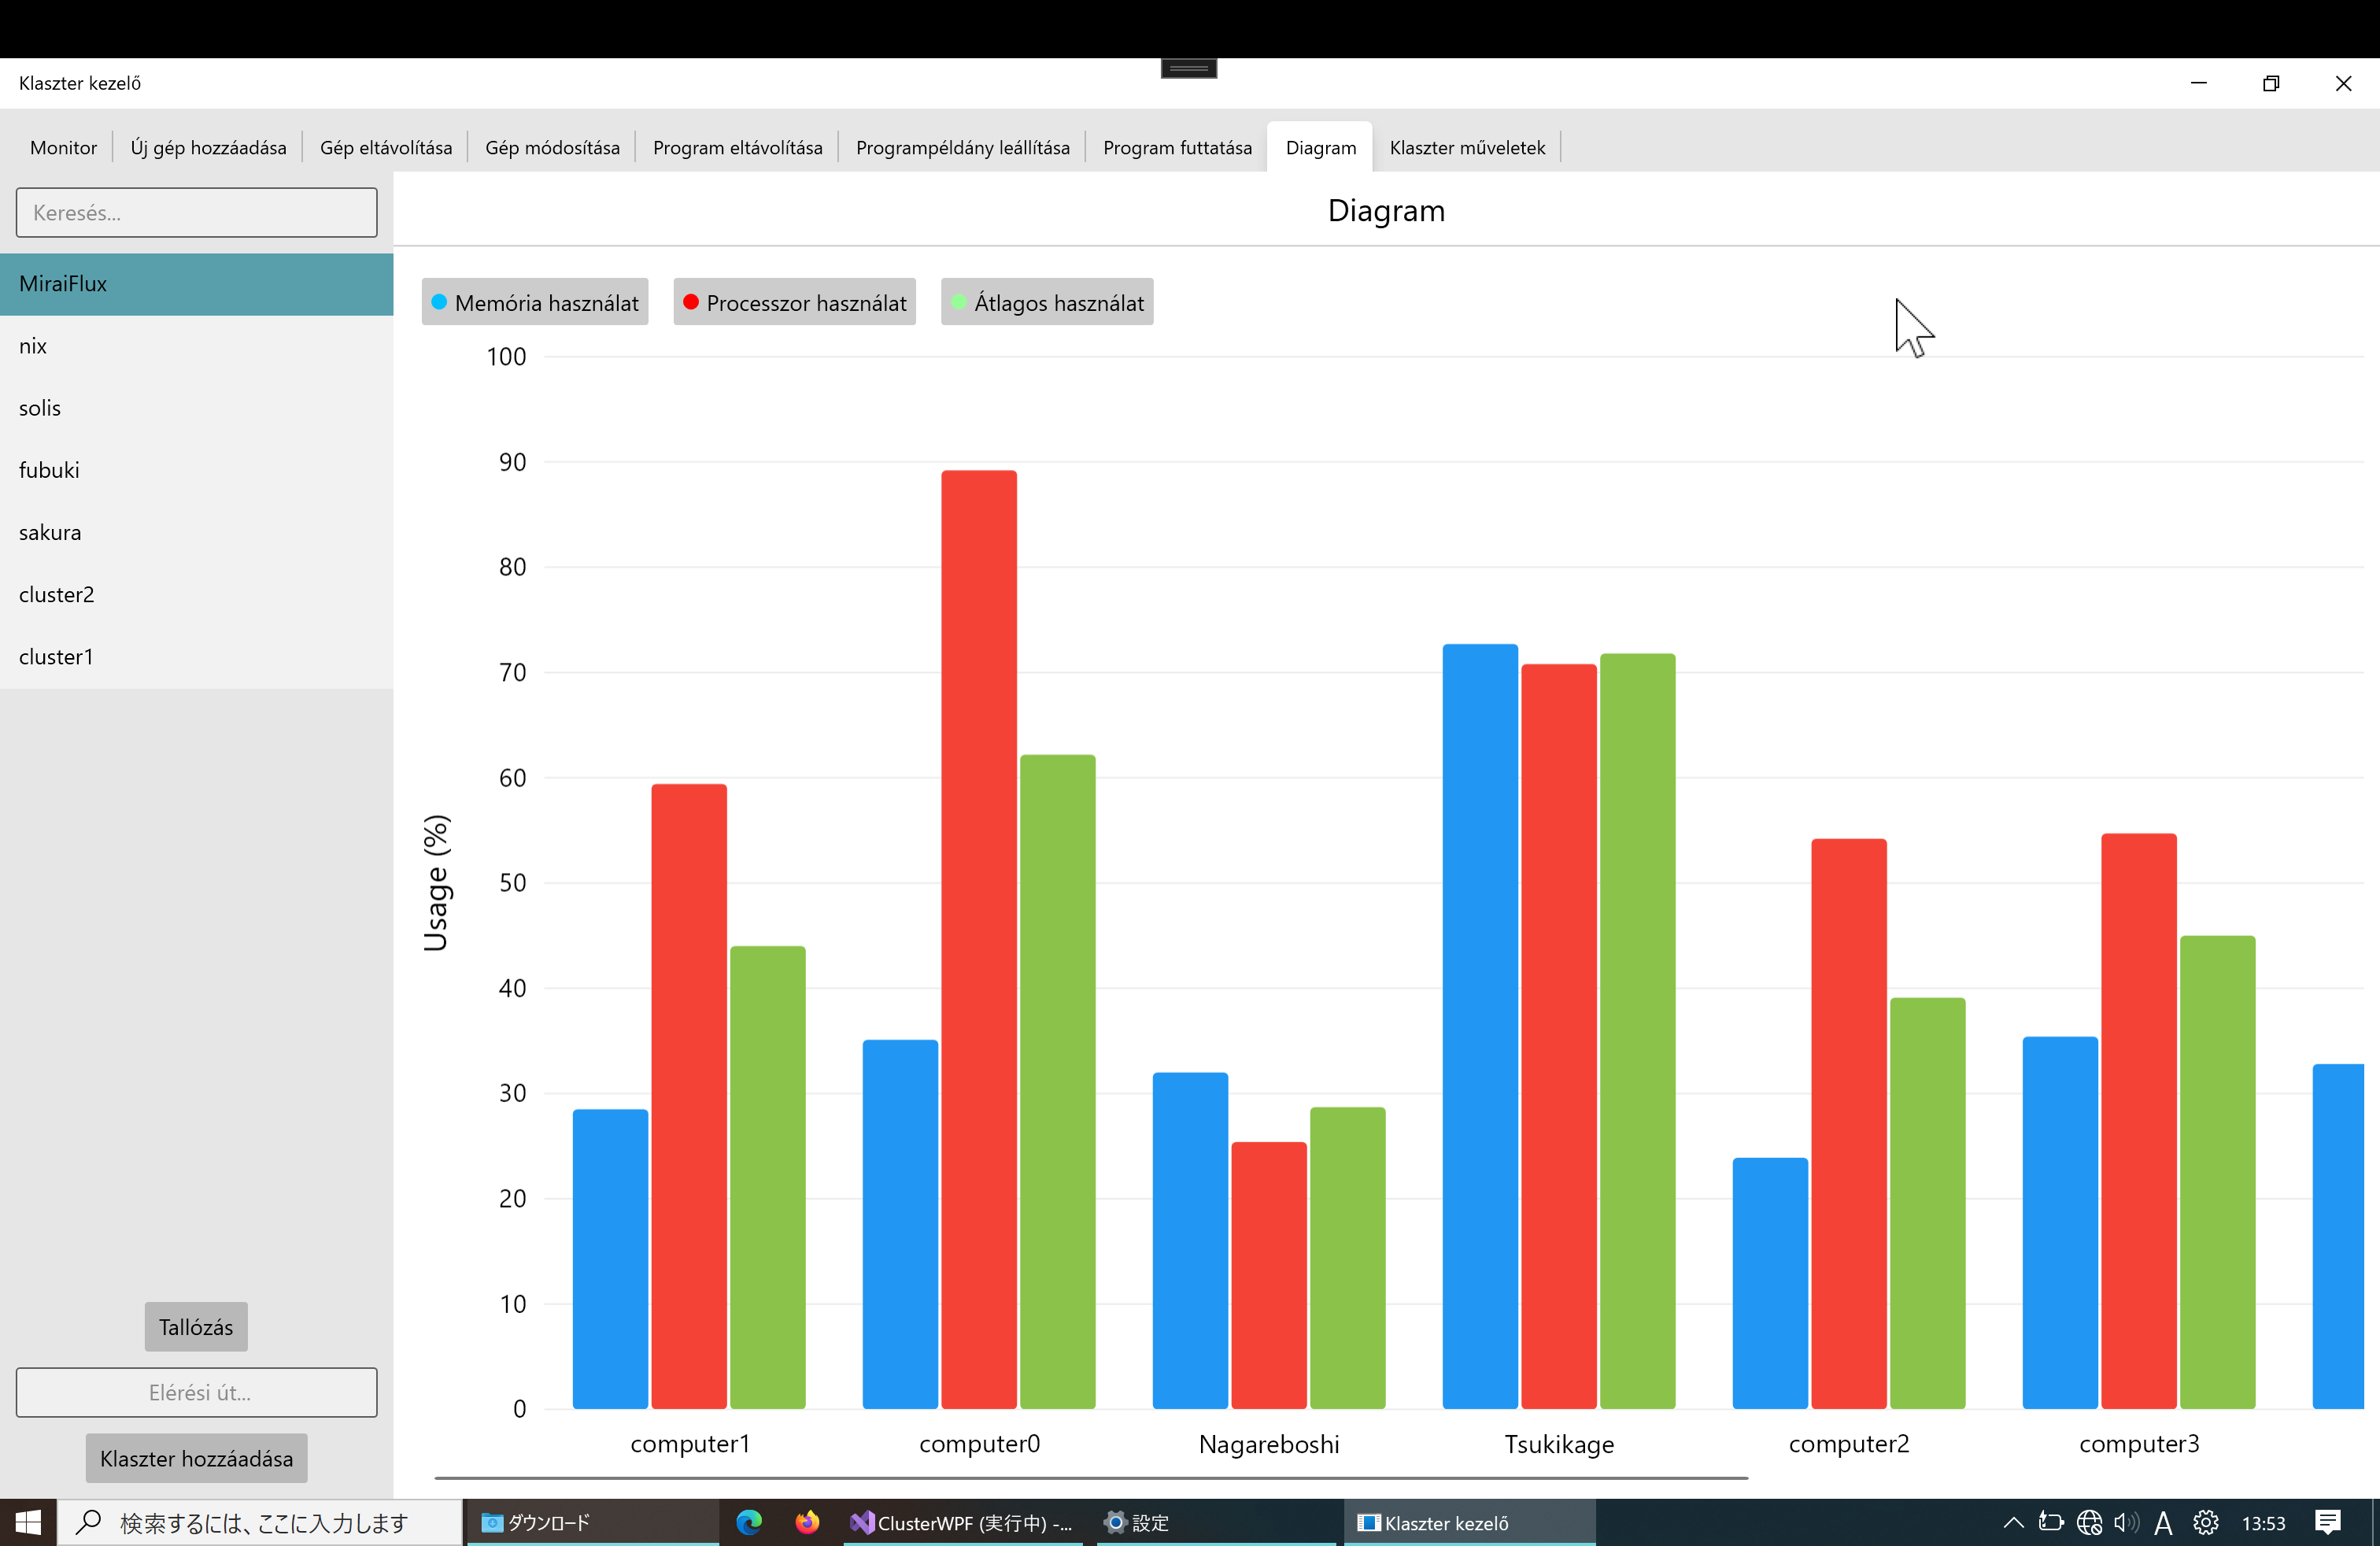 Klaszter kezelő
Monitor
Új gép hozzáadása
Gép eltávolítása
Gép módosítása
Program eltávolítása
Programpéldány leállítása
Program futtatása
Diagram
Klaszter műveletek
Keresés...
MiraiFlux
nix
solis
fubuki
sakura
cluster2
cluster1
Tallózás
Elérési út...
Klaszter hozzáadása
Diagram
Memória használat
Processzor használat
Átlagos használat
Usage (%)
100
90
80
70
60
50
40
30
20
10
0
computer1
computer0
Nagareboshi
Tsukikage
computer2
computer3
検索するには、ここに入力します
ダウンロード
ClusterWPF (実行中) -...
設定
Klaszter kezelő
A
13:53